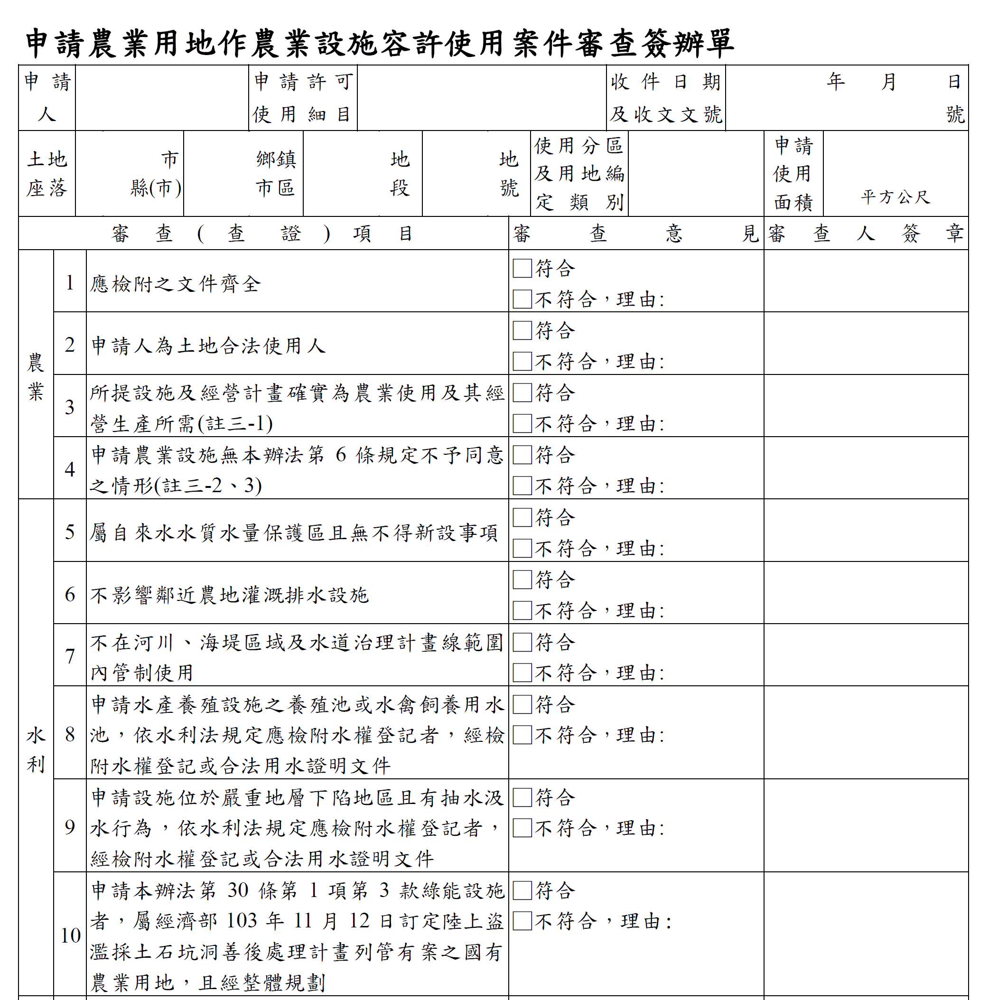 申請農業用地作農業設施容許使用案件審查簽辦單
申請人
申請許可使用細目
收件日期及收文文號
年 月 日
號
土地座落
市
縣(市)
鄉鎮
市區
地
段
地
號
使用分區及用地編定類別
申請使用面積
平方公尺
審查(查證)項目
審查意見
審查人簽章
農業
1
應檢附之文件齊全
□符合
□不符合，理由:
2
申請人為土地合法使用人
□符合
□不符合，理由:
3
所提設施及經營計畫確實為農業使用及其經
營生產所需(註三-1)
□符合
□不符合，理由:
4
申請農業設施無本辦法第 6 條規定不予同意
之情形(註三-2、3)
□符合
□不符合，理由:
水利
5
屬自來水水質水量保護區且無不得新設事項
□符合
□不符合，理由:
6
不影響鄰近農地灌溉排水設施
□符合
□不符合，理由:
7
不在河川、海堤區域及水道治理計畫線範圍
內管制使用
□符合
□不符合，理由:
8
申請水產養殖設施之養殖池或水禽飼養用水
池，依水利法規定應檢附水權登記者，經檢
附水權登記或合法用水證明文件
□符合
□不符合，理由:
9
申請設施位於嚴重地層下陷地區且有抽水汲
水行為，依水利法規定應檢附水權登記者，
經檢附水權登記或合法用水證明文件
□符合
□不符合，理由:
10
申請本辦法第 30 條第 1 項第 3 款綠能設施
者，屬經濟部 103 年 11 月 12 日訂定陸上盜
濫採土石坑洞善後處理計畫列管有案之國有
農業用地，且經整體規劃
□符合
□不符合，理由: